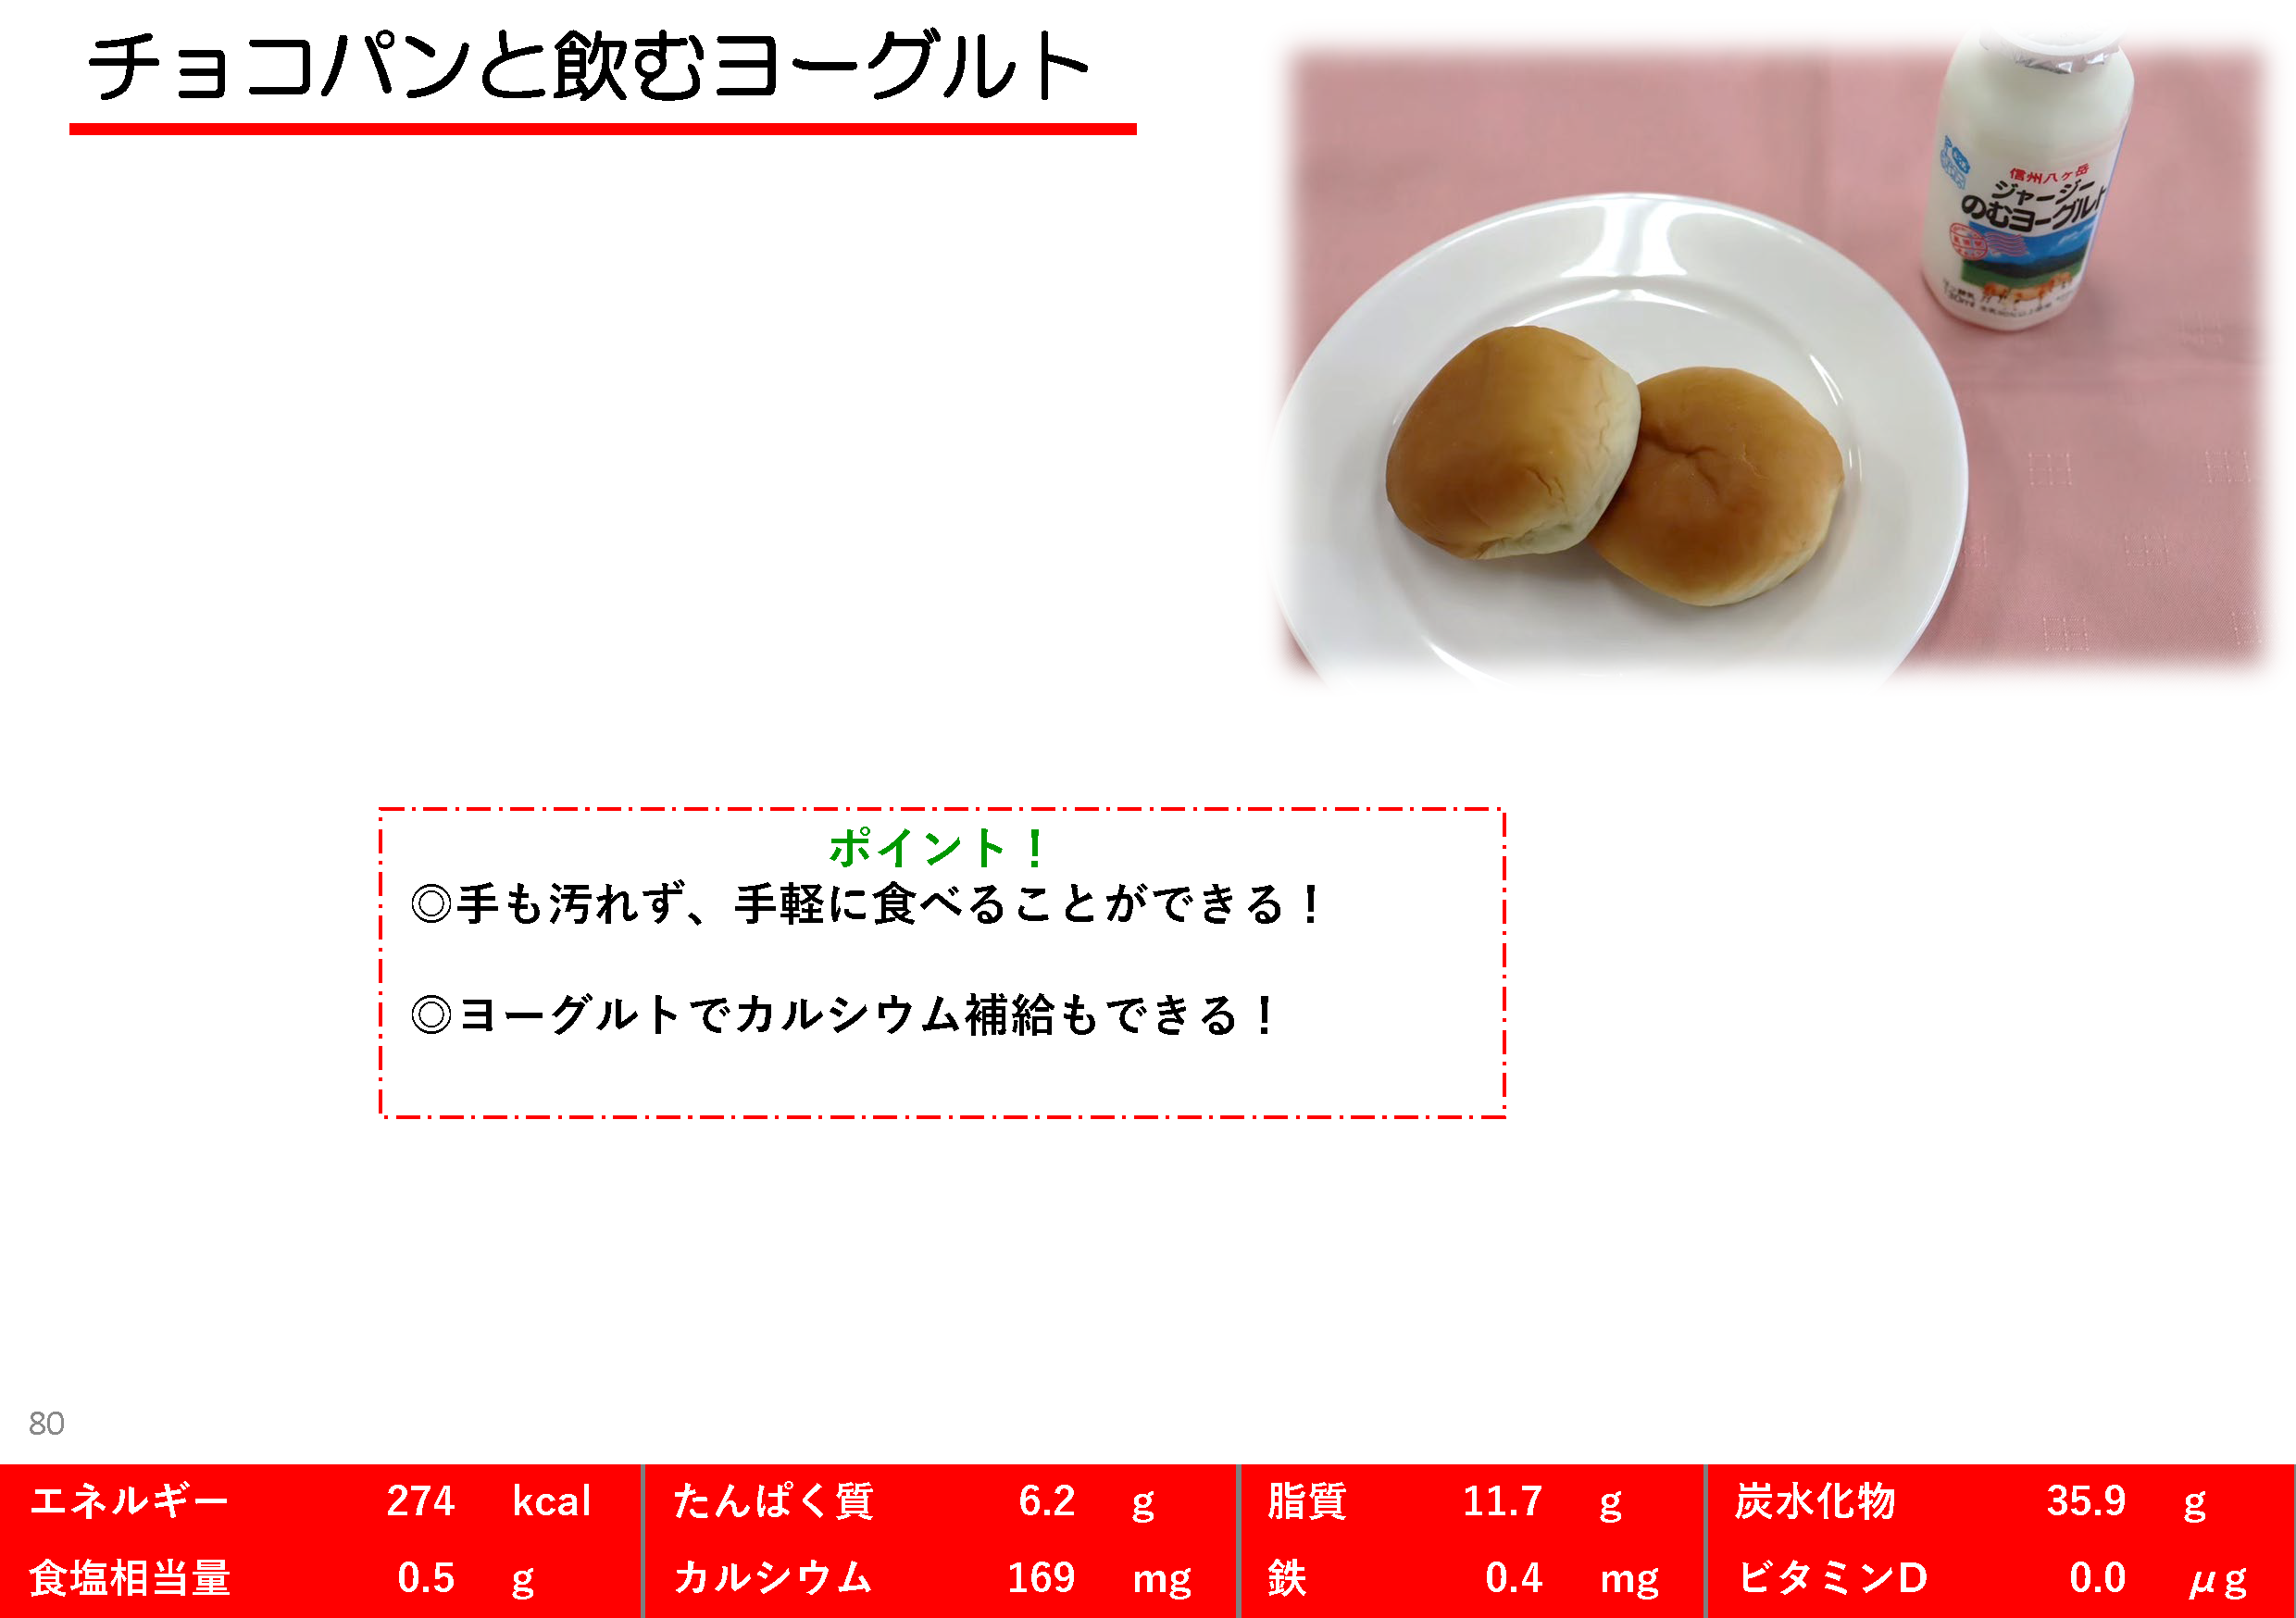 チョコパンと飲むヨーグルト
信州八ヶ岳
ジャージー
のむヨーグルト
ポイント！
◎手も汚れず、手軽に食べることができる！
◎ヨーグルトでカルシウム補給もできる！
80
エネルギー 274 kcal たんぱく質 6.2 g 脂質 11.7 g 炭水化物 35.9 g
食塩相当量 0.5 g カルシウム 169 mg 鉄 0.4 mg ビタミンD 0.0 μg